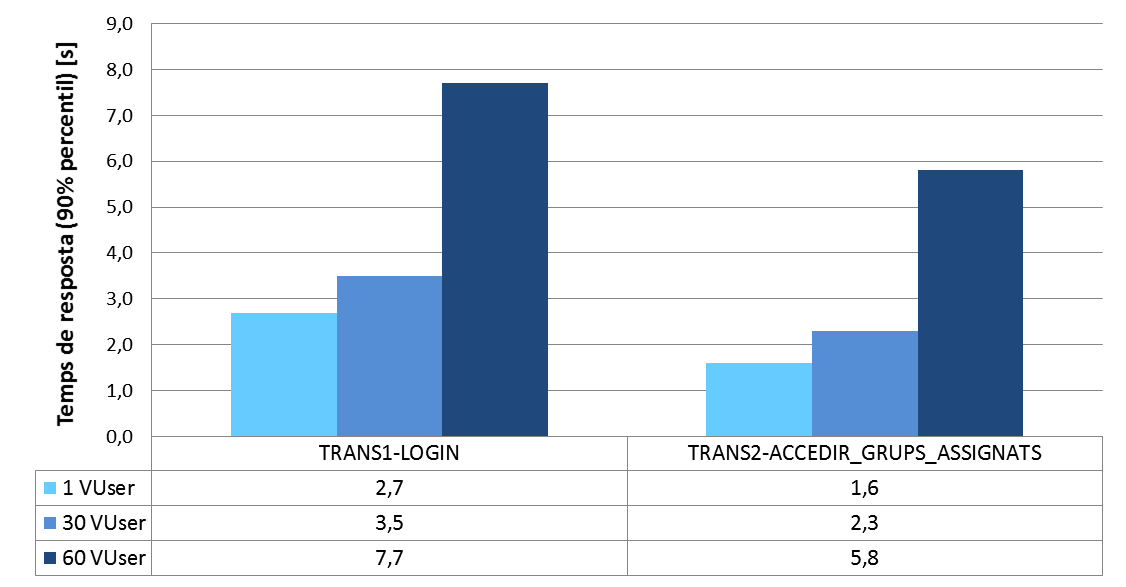 Temps de resposta (90% percentil) [s]
9,0
8,0
7,0
6,0
5,0
4,0
3,0
2,0
1,0
0,0
TRANS1-LOGIN TRANS2-ACCEDIR_GRUPS_ASSIGNATS
1 VUser 2,7 1,6
30 VUser 3,5 2,3
60 VUser 7,7 5,8